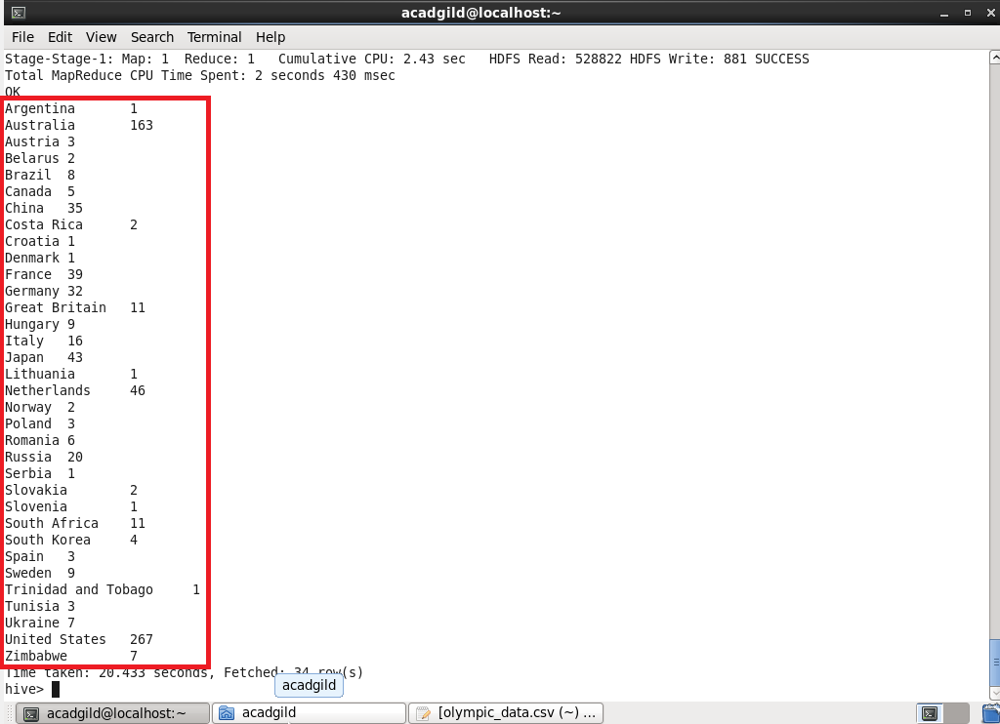 acadgild@localhost:~
File Edit View Search Terminal Help
Stage-Stage-1: Map: 1  Reduce: 1   Cumulative CPU: 2.43 sec   HDFS Read: 528822 HDFS Write: 881 SUCCESS
Total MapReduce CPU Time Spent: 2 seconds 430 msec
OK
Argentina 1
Australia 163
Austria 3
Belarus 2
Brazil 8
Canada 5
China 35
Costa Rica 2
Croatia 1
Denmark 1
France 39
Germany 32
Great Britain 11
Hungary 9
Italy 16
Japan 43
Lithuania 1
Netherlands 46
Norway 2
Poland 3
Romania 6
Russia 20
Serbia 1
Slovakia 2
Slovenia 1
South Africa 11
South Korea 4
Spain 3
Sweden 9
Trinidad and Tobago 1
Tunisia 3
Ukraine 7
United States 267
Zimbabwe 7
Time taken: 20.433 seconds, Fetched: 34 row(s)
hive>
acadgild
acadgild@localhost:~ acadgild [olympic_data.csv (~) ...